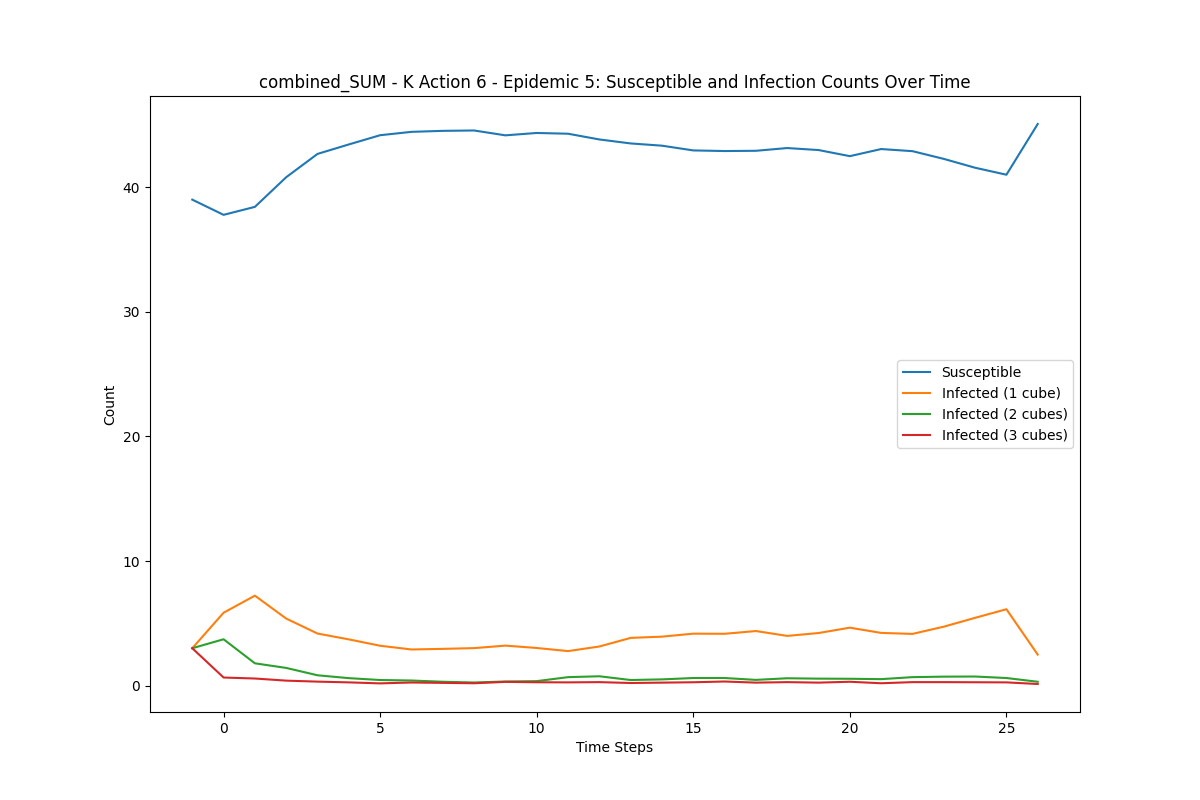 combined_SUM - K Action 6 - Epidemic 5: Susceptible and Infection Counts Over Time
Count
40
30
20
10
0
Susceptible
Infected (1 cube)
Infected (2 cubes)
Infected (3 cubes)
0 5 10 15 20 25
Time Steps